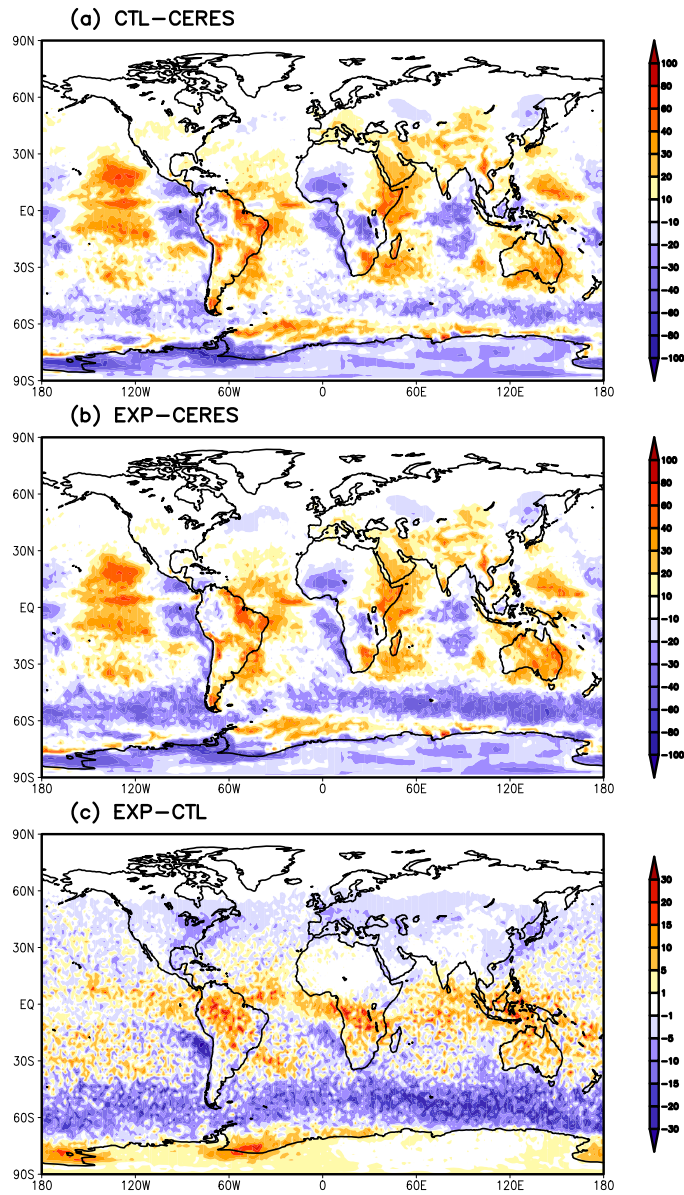 (a) CTL-CERES
90N
60N
30N
EQ
30S
60S
90S
180 120W 60W 0 60E 120E 180
100
80
60
40
30
20
10
-10
-20
-30
-40
-60
-80
-100
(b) EXP-CERES
90N
60N
30N
EQ
30S
60S
90S
180 120W 60W 0 60E 120E 180
100
80
60
40
30
20
10
-10
-20
-30
-40
-60
-80
-100
(c) EXP-CTL
90N
60N
30N
EQ
30S
60S
90S
180 120W 60W 0 60E 120E 180
30
20
15
10
5
1
-1
-5
-10
-15
-20
-30